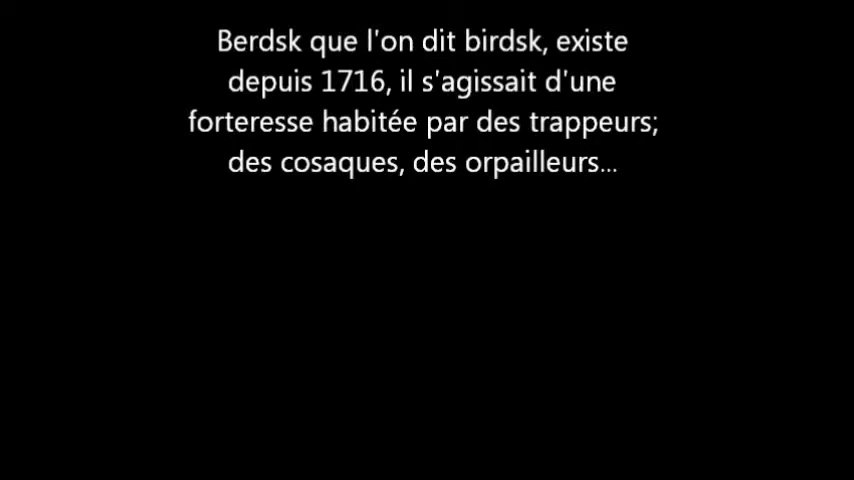 Berdsk que l'on dit birdsk, existe
depuis 1716, il s'agissait d'une
forteresse habitée par des trappeurs;
des cosaques, des orpailleurs...